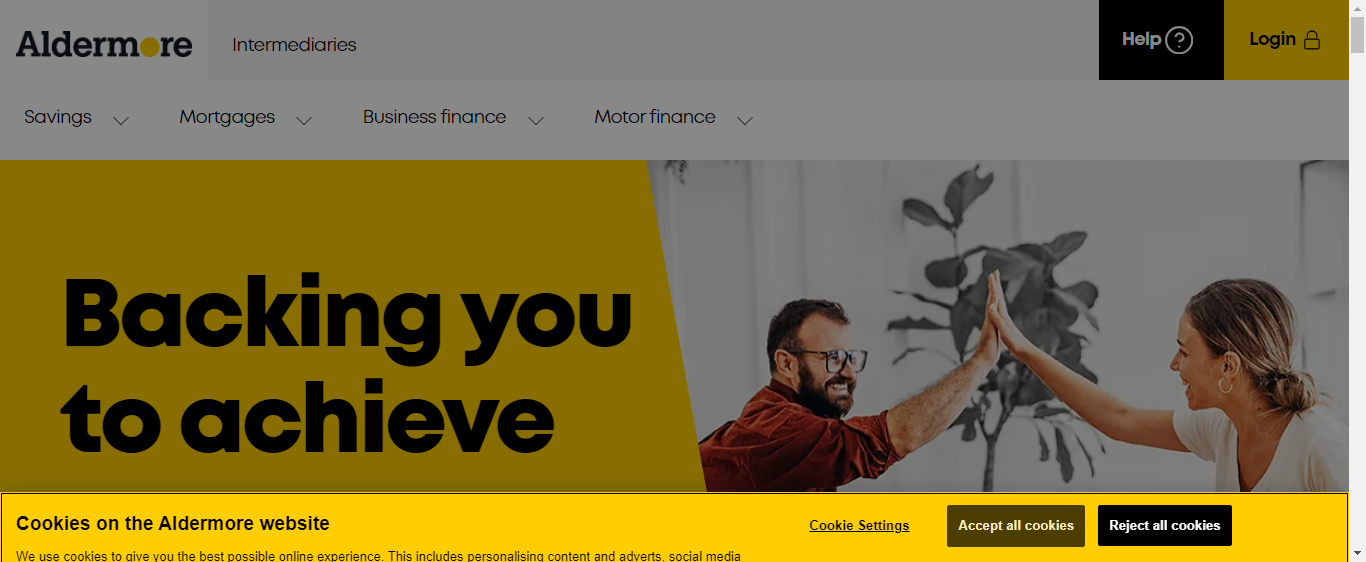 Aldermore
Intermediaries
Help
Login
Savings
Mortgages
Business finance
Motor finance
Backing you
to achieve
Cookies on the Aldermore website
We use cookies to give you the best possible online experience. This includes personalising content and adverts, social media
Cookie Settings
Accept all cookies
Reject all cookies